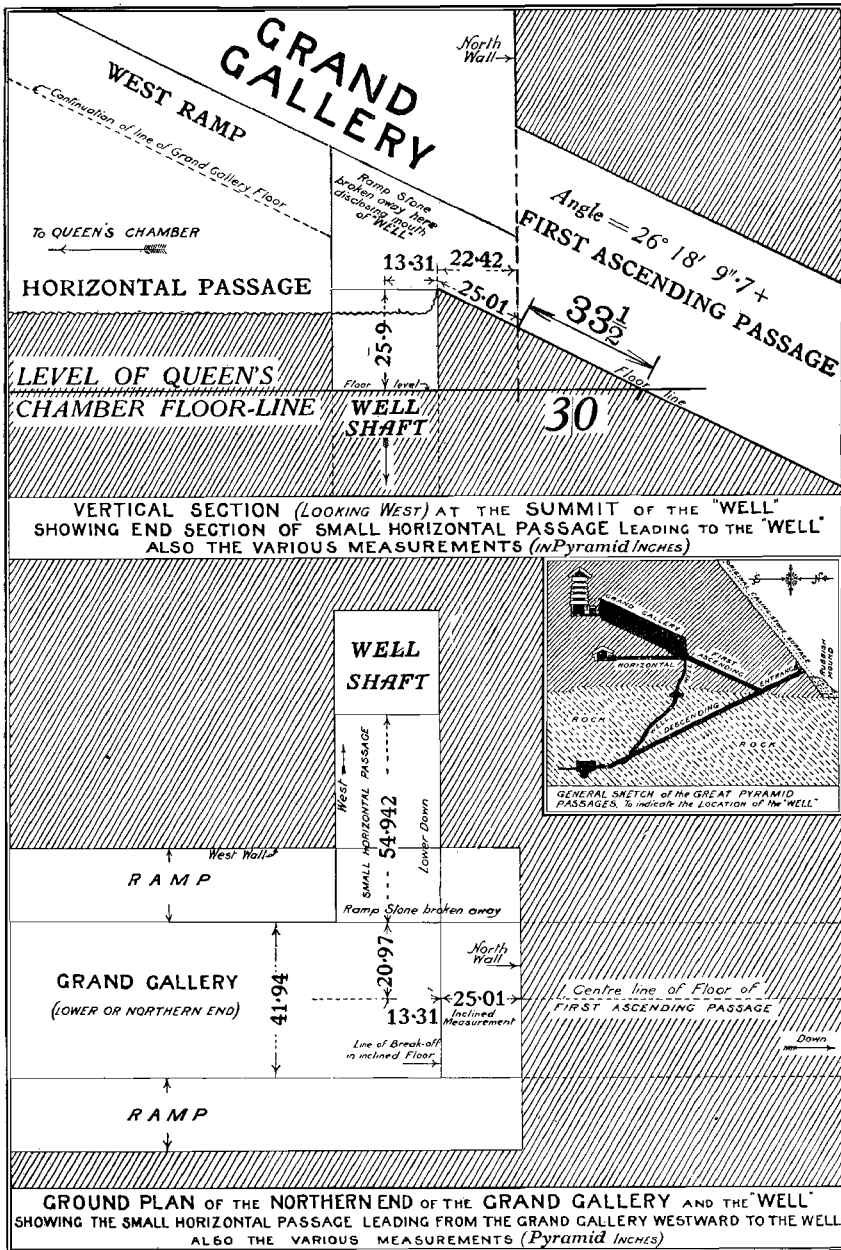 GRAND
GALLERY
North
Wall
WEST RAMP
Continuation of line of Grand Gallery Floor
Ramp Stone
broken away here
disclosing mouth
of "WELL"
Angle = 26° 18' 9"·7+
FIRST ASCENDING PASSAGE
To QUEEN'S CHAMBER
HORIZONTAL PASSAGE
13·31
22·42
25·01
33½
25·9
LEVEL OF QUEEN'S
CHAMBER FLOOR-LINE
Floor level
Floor line
WELL
SHAFT
30
VERTICAL SECTION (LOOKING WEST) AT THE SUMMIT OF THE "WELL"
SHOWING END SECTION OF SMALL HORIZONTAL PASSAGE LEADING TO THE "WELL"
ALSO THE VARIOUS MEASUREMENTS (IN Pyramid INCHES)
WELL
SHAFT
West
SMALL HORIZONTAL PASSAGE
54·942
Lower Down
West Wall
RAMP
Ramp Stone broken away
GRAND GALLERY
(LOWER OR NORTHERN END)
41·94
20·97
North
Wall
13·31
25·01
Inclined
Measurement
Line of Break-off
in inclined Floor
Centre line of Floor of
FIRST ASCENDING PASSAGE
Down
RAMP
S
N
ORIGINAL CASING-STONE SURFACE
RUBBISH
MOUND
GRAND GALLERY
FIRST
ASCENDING
HORIZONTAL
ENTRANCE
WELL
DESCENDING
ROCK
ROCK
GENERAL SKETCH of the GREAT PYRAMID
PASSAGES, To indicate the LOCATION of the "WELL"
GROUND PLAN OF THE NORTHERN END OF THE GRAND GALLERY AND THE "WELL"
SHOWING THE SMALL HORIZONTAL PASSAGE LEADING FROM THE GRAND GALLERY WESTWARD TO THE WELL
ALSO THE VARIOUS MEASUREMENTS (Pyramid INCHES)